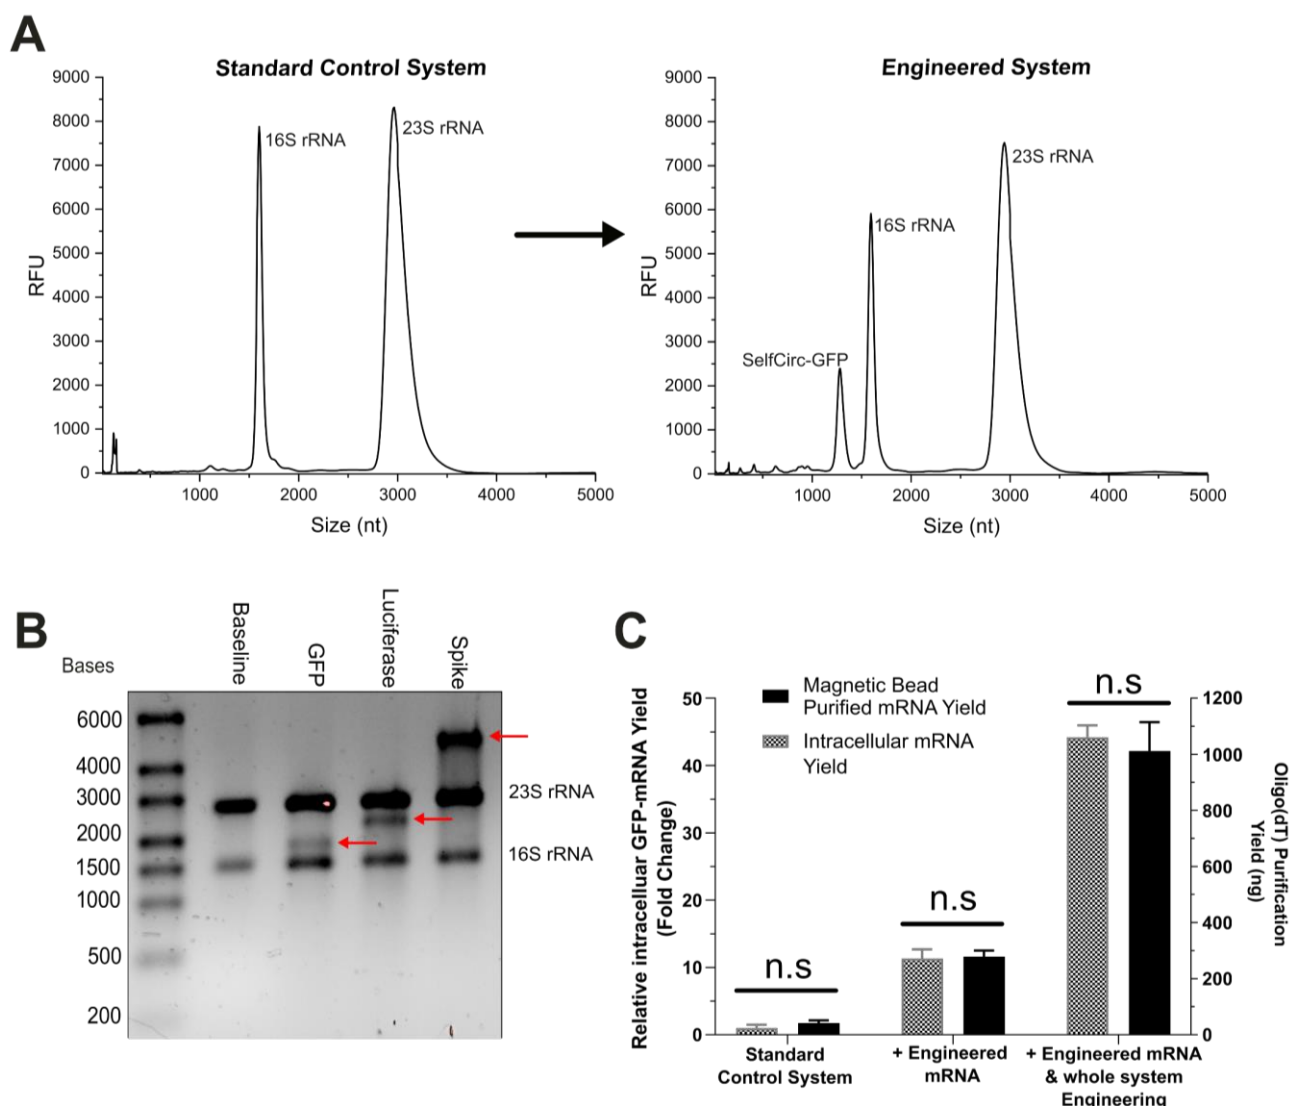 A
Standard Control System
9000
8000
7000
6000
5000
4000
3000
2000
1000
0
RFU
16S rRNA
23S rRNA
1000 2000 3000 4000 5000
Size (nt)
Engineered System
9000
8000
7000
6000
5000
4000
3000
2000
1000
0
RFU
SelfCirc-GFP
16S rRNA
23S rRNA
1000 2000 3000 4000 5000
Size (nt)
B
Bases
Baseline
GFP
Luciferase
Spike
6000
4000
3000
2000
1500
1000
500
200
23S rRNA
16S rRNA
C
Relative intracelluar GFP-mRNA Yield
(Fold Change)
50
40
30
20
10
0
Magnetic Bead
Purified mRNA Yield
Intracellular mRNA
Yield
n.s
n.s
n.s
1200
1000
800
600
400
200
0
Oligo(dT) Purification
Yield (ng)
Standard
Control System
+ Engineered
mRNA
+ Engineered mRNA
& whole system
Engineering